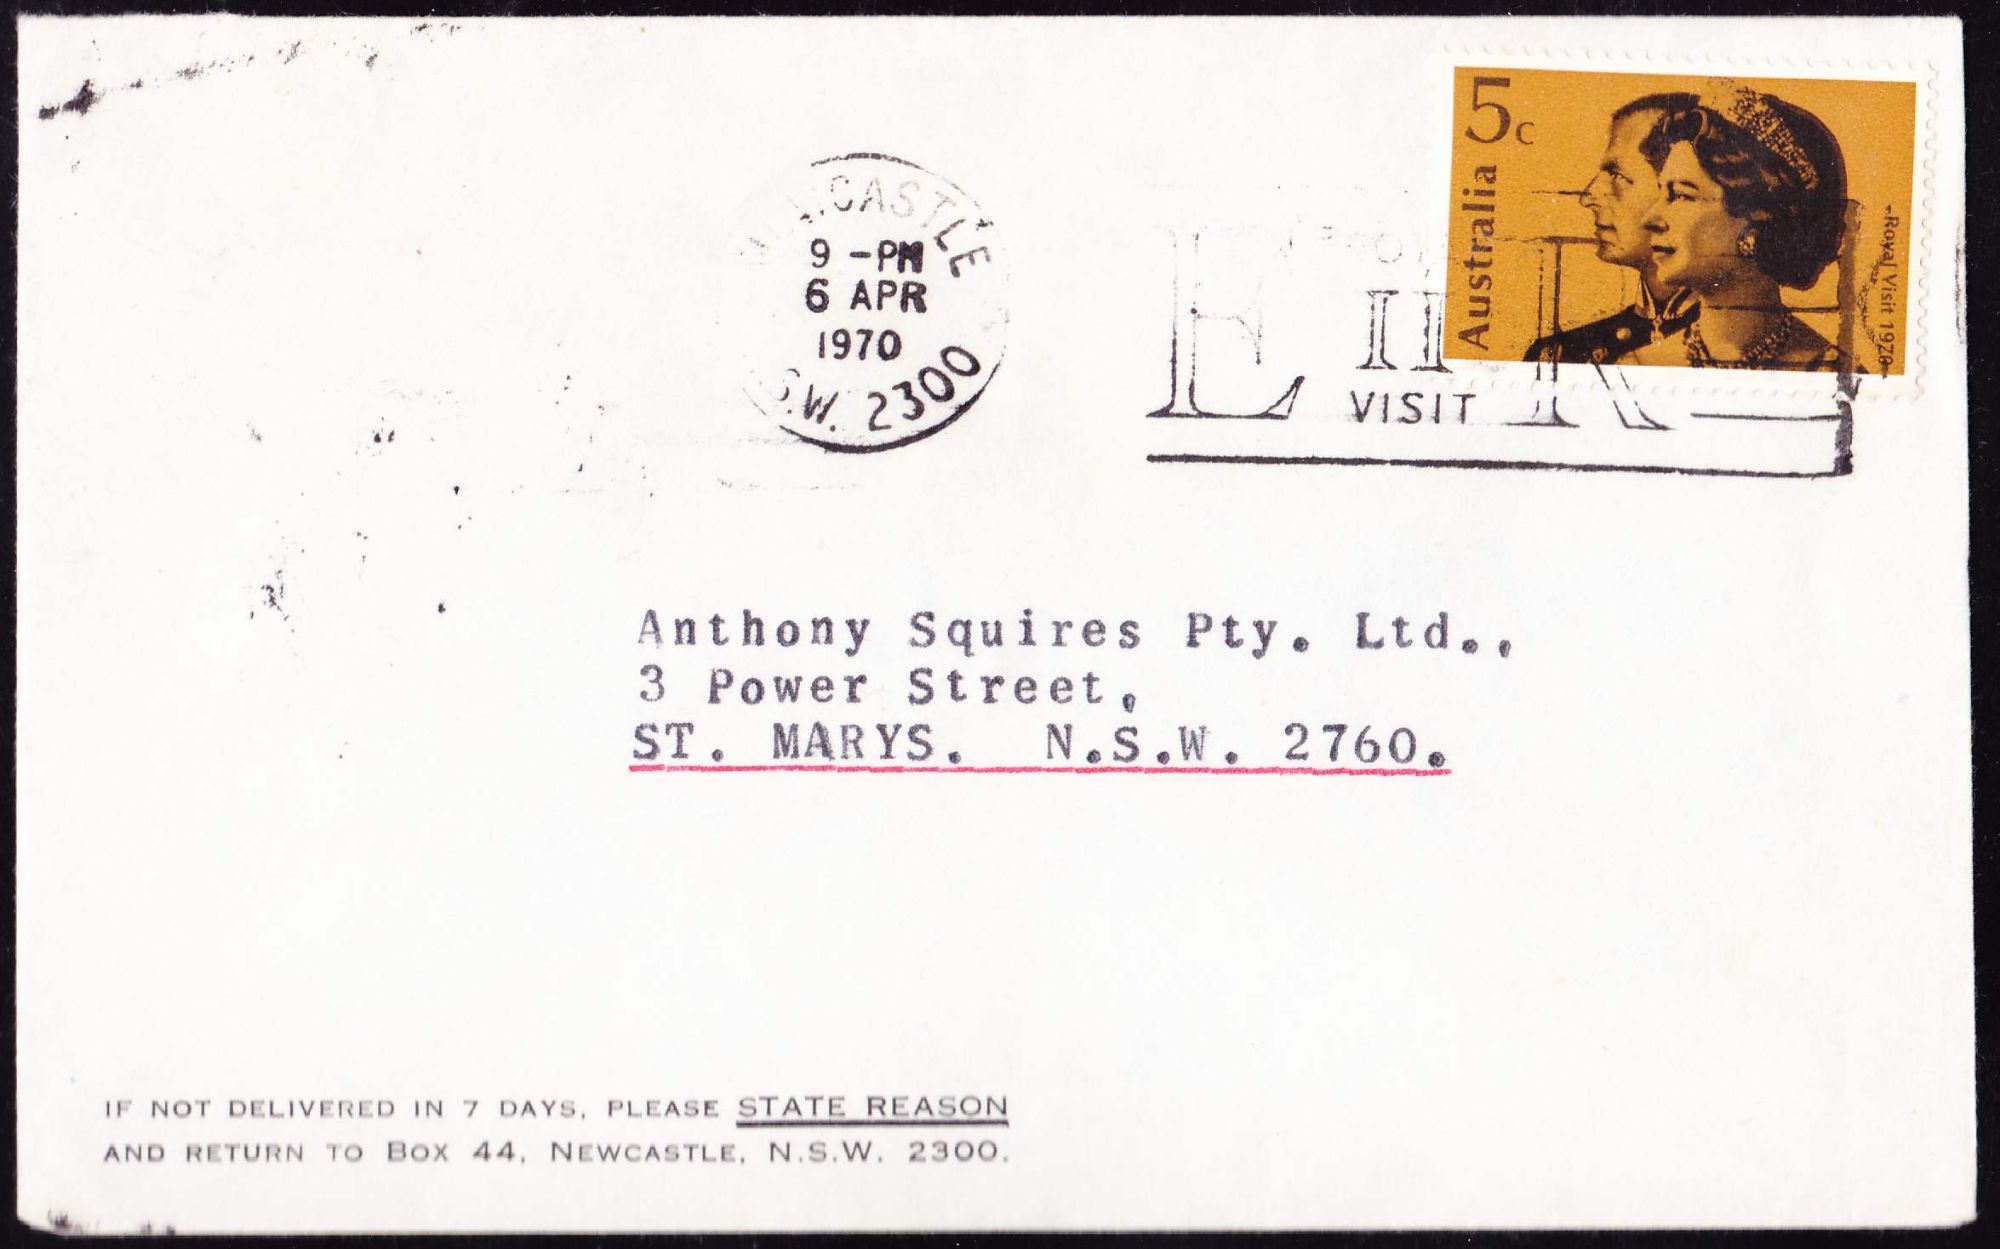 5c
Australia
Royal Visit 1970
CASTLE
9 -PM
6 APR
1970
S.W. 2300
E II R
VISIT
Anthony Squires Pty. Ltd.,
3 Power Street,
ST. MARYS. N.S.W. 2760.
IF NOT DELIVERED IN 7 DAYS, PLEASE STATE REASON
AND RETURN TO BOX 44, NEWCASTLE, N.S.W. 2300.